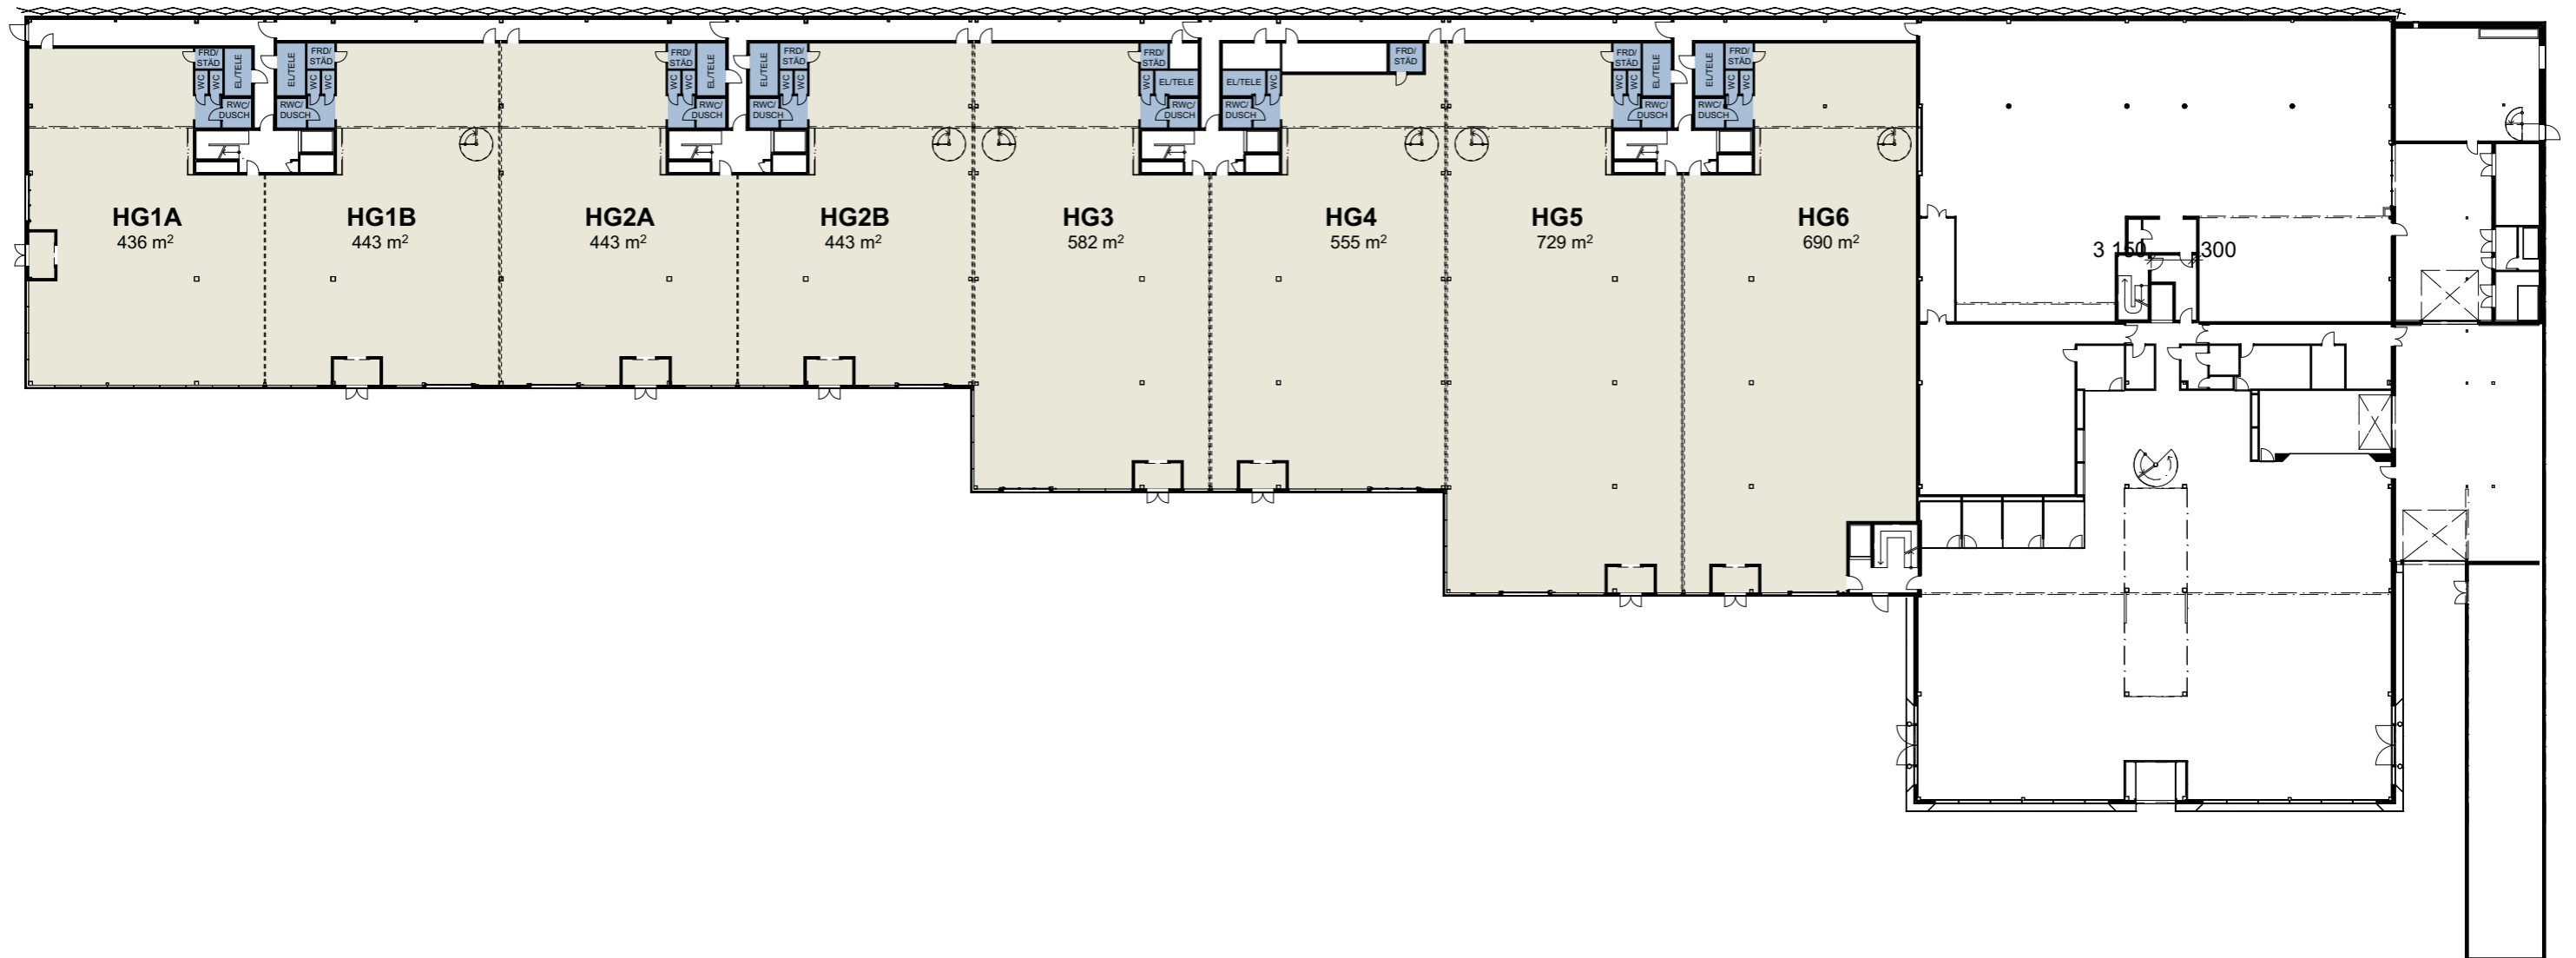 FRD/
STÄD
WC
WC
EL/TELE
RWC/
DUSCH
EL/TELE
FRD/
STÄD
WC
WC
RWC/
DUSCH
FRD/
STÄD
WC
WC
EL/TELE
RWC/
DUSCH
EL/TELE
FRD/
STÄD
WC
WC
RWC/
DUSCH
FRD/
STÄD
WC
EL/TELE
RWC/
DUSCH
EL/TELE
WC
RWC/
DUSCH
FRD/
STÄD
FRD/
STÄD
WC
WC
EL/TELE
RWC/
DUSCH
EL/TELE
FRD/
STÄD
WC
WC
RWC/
DUSCH
HG1A
436 m²
HG1B
443 m²
HG2A
443 m²
HG2B
443 m²
HG3
582 m²
HG4
555 m²
HG5
729 m²
HG6
690 m²
3 150
300